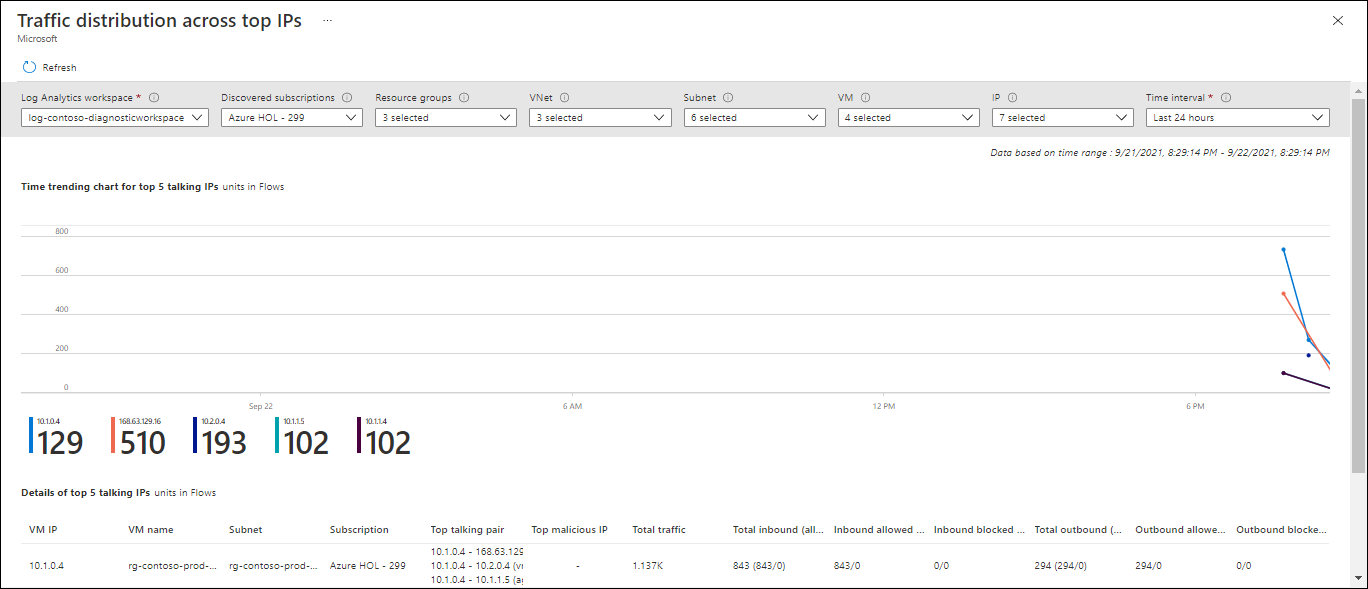 Traffic distribution across top IPs ...
Microsoft
Refresh
Log Analytics workspace * Discovered subscriptions Resource groups VNet Subnet VM IP Time interval *
log-contoso-diagnosticworkspace Azure HOL - 299 3 selected 3 selected 6 selected 4 selected 7 selected Last 24 hours
Data based on time range : 9/21/2021, 8:29:14 PM - 9/22/2021, 8:29:14 PM
Time trending chart for top 5 talking IPs units in Flows
800
600
400
200
0
Sep 22 6 AM 12 PM 6 PM
10.1.0.4 168.63.129.16 10.2.0.4 10.1.1.5 10.1.1.4
129 510 193 102 102
Details of top 5 talking IPs units in Flows
VM IP VM name Subnet Subscription Top talking pair Top malicious IP Total traffic Total inbound (all... Inbound allowed ... Inbound blocked ... Total outbound (... Outbound allowe... Outbound blocke...
10.1.0.4 - 168.63.129
10.1.0.4 rg-contoso-prod-... rg-contoso-prod-... Azure HOL - 299 10.1.0.4 - 10.2.0.4 (vr - 1.137K 843 (843/0) 843/0 0/0 294 (294/0) 294/0 0/0
10.1.0.4 - 10.1.1.5 (ag